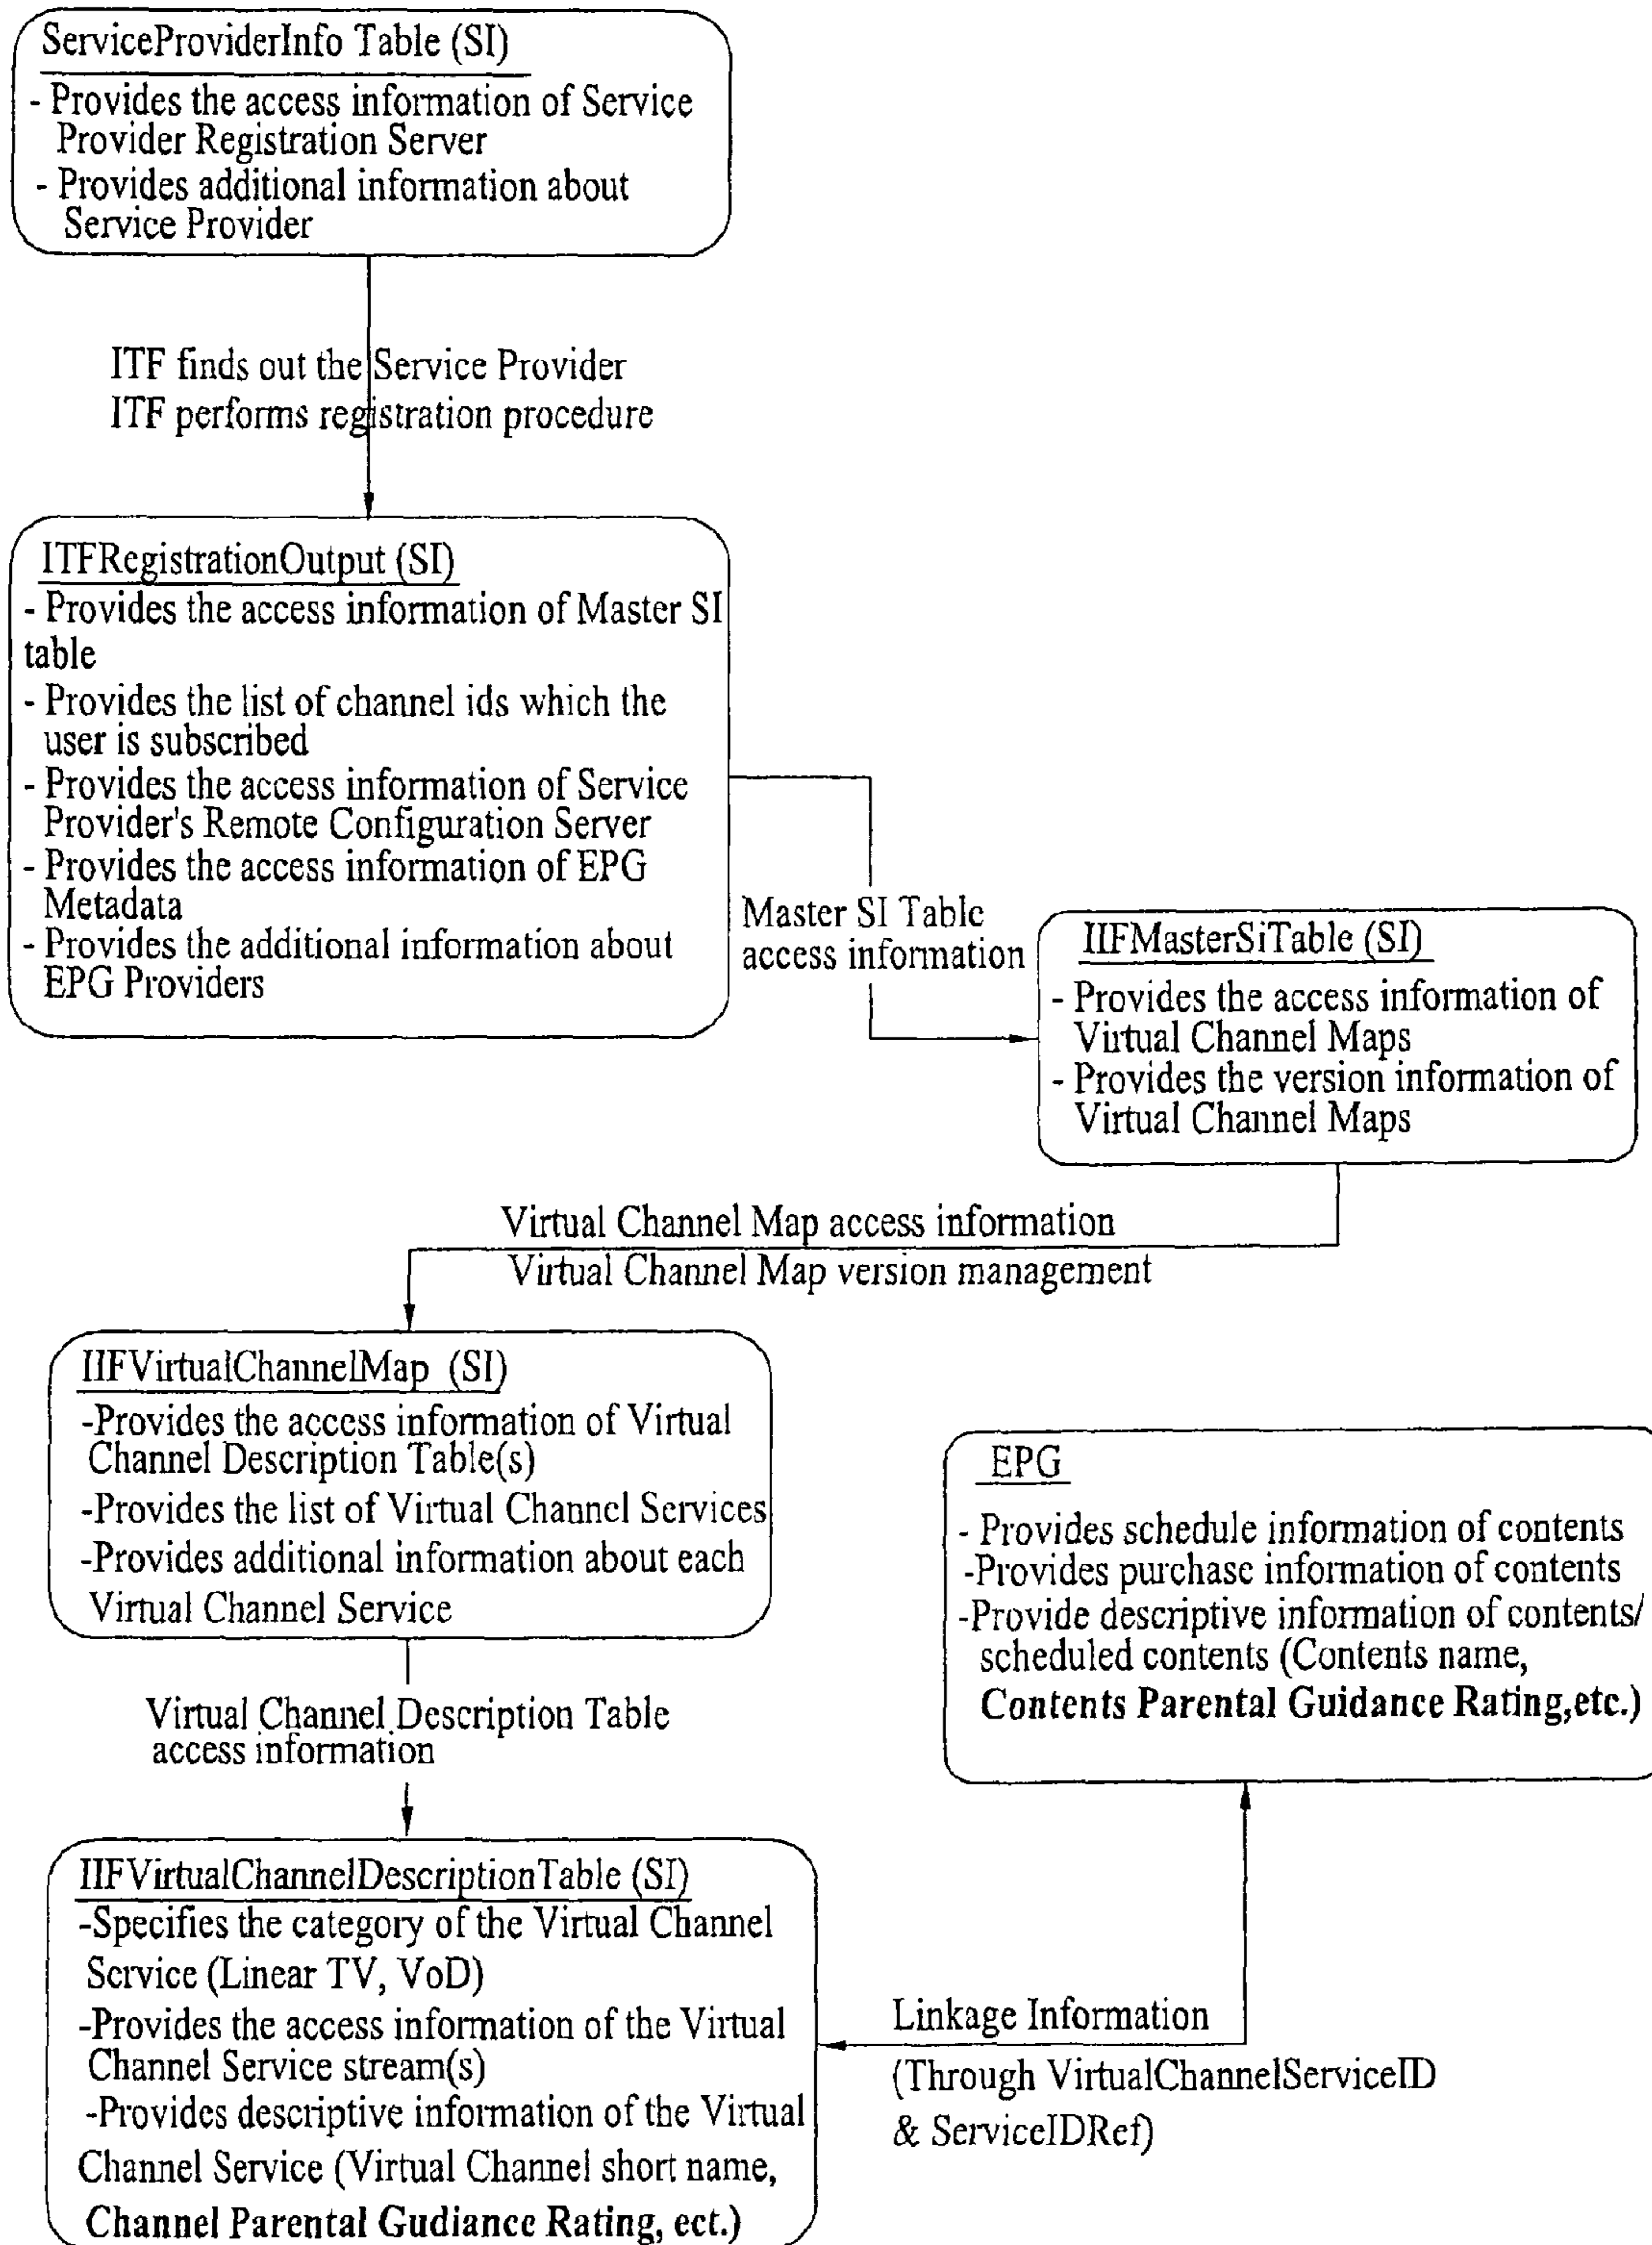 ServiceProviderInfo Table (SI)
- Provides the access information of Service
Provider Registration Server
- Provides additional information about
Service Provider
ITF finds out the Service Provider
ITF performs registration procedure
ITFRegistrationOutput (SI)
- Provides the access information of Master SI
table
- Provides the list of channel ids which the
user is subscribed
- Provides the access information of Service
Provider's Remote Configuration Server
- Provides the access information of EPG
Metadata
- Provides the additional information about
EPG Providers
Master SI Table
access information
IIFMasterSiTable (SI)
- Provides the access information of
Virtual Channel Maps
- Provides the version information of
Virtual Channel Maps
Virtual Channel Map access information
Virtual Channel Map version management
IIFVirtualChannelMap (SI)
-Provides the access information of Virtual
Channel Description Table(s)
-Provides the list of Virtual Channel Services
-Provides additional information about each
Virtual Channel Service
EPG
- Provides schedule information of contents
-Provides purchase information of contents
-Provide descriptive information of contents/
scheduled contents (Contents name,
Contents Parental Guidance Rating,etc.)
Virtual Channel Description Table
access information
IIFVirtualChannelDescriptionTable (SI)
-Specifies the category of the Virtual Channel
Service (Linear TV, VoD)
-Provides the access information of the Virtual
Channel Service stream(s)
-Provides descriptive information of the Virtual
Channel Service (Virtual Channel short name,
Channel Parental Gudiance Rating, ect.)
Linkage Information
(Through VirtualChannelServiceID
& ServiceIDRef)